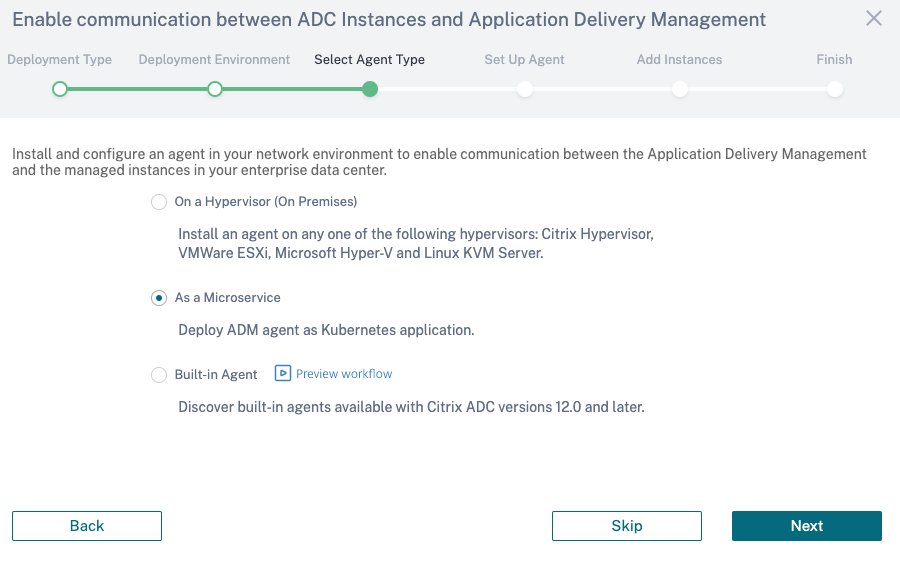 Enable communication between ADC Instances and Application Delivery Management
Deployment Type
Deployment Environment
Select Agent Type
Set Up Agent
Add Instances
Finish
Install and configure an agent in your network environment to enable communication between the Application Delivery Management
and the managed instances in your enterprise data center.
On a Hypervisor (On Premises)
Install an agent on any one of the following hypervisors: Citrix Hypervisor,
VMWare ESXi, Microsoft Hyper-V and Linux KVM Server.
As a Microservice
Deploy ADM agent as Kubernetes application.
Built-in Agent Preview workflow
Discover built-in agents available with Citrix ADC versions 12.0 and later.
Back
Skip
Next